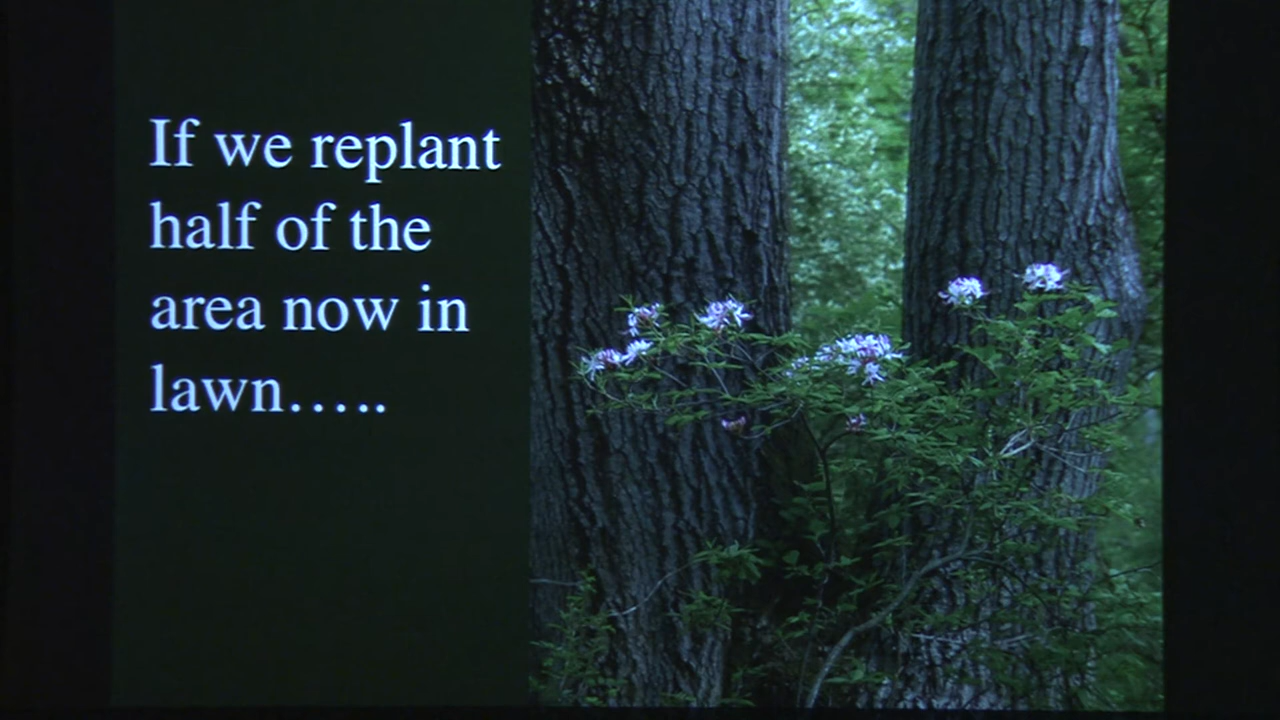 If we replant
half of the
area now in
lawn…..